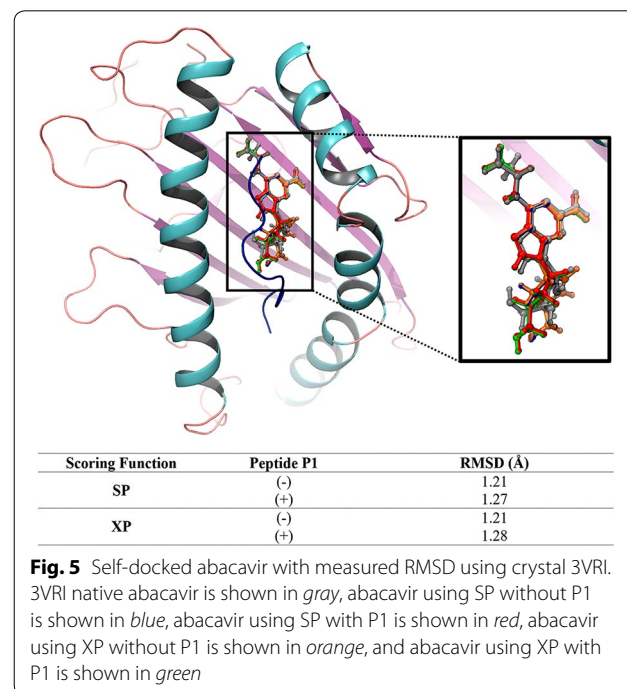 Scoring Function Peptide P1 RMSD (Å)
SP (-) 1.21
(+) 1.27
XP (-) 1.21
(+) 1.28
Fig. 5 Self-docked abacavir with measured RMSD using crystal 3VRI.
3VRI native abacavir is shown in gray, abacavir using SP without P1
is shown in blue, abacavir using SP with P1 is shown in red, abacavir
using XP without P1 is shown in orange, and abacavir using XP with
P1 is shown in green